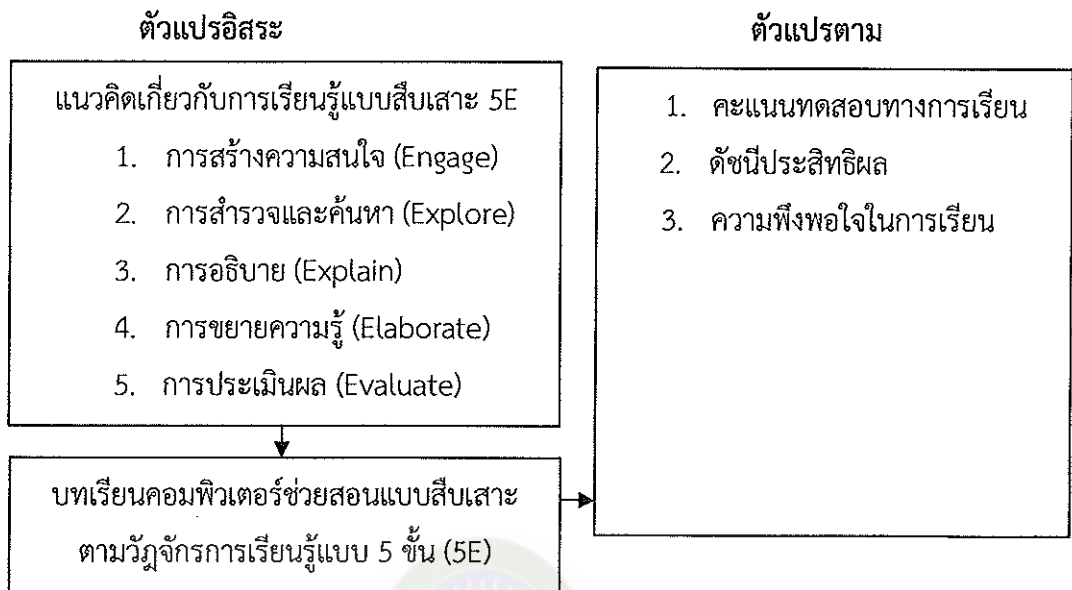 ตัวแปรอิสระ
แนวคิดเกี่ยวกับการเรียนรู้แบบสืบเสาะ 5E
1. การสร้างความสนใจ (Engage)
2. การสำรวจและค้นหา (Explore)
3. การอธิบาย (Explain)
4. การขยายความรู้ (Elaborate)
5. การประเมินผล (Evaluate)
บทเรียนคอมพิวเตอร์ช่วยสอนแบบสืบเสาะ
ตามวัฎจักรการเรียนรู้แบบ 5 ขั้น (5E)
ตัวแปรตาม
1. คะแนนทดสอบทางการเรียน
2. ดัชนีประสิทธิผล
3. ความพึงพอใจในการเรียน